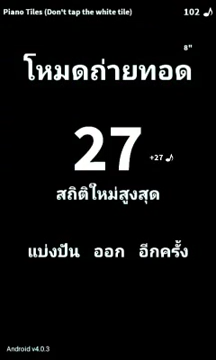 Piano Tiles (Don't tap the white tile) 102 ♪
8"
โหมดถ่ายทอด
27
+27 ♪
สถิติใหม่สูงสุด
แบ่งปัน ออก อีกครั้ง
Android v4.0.3